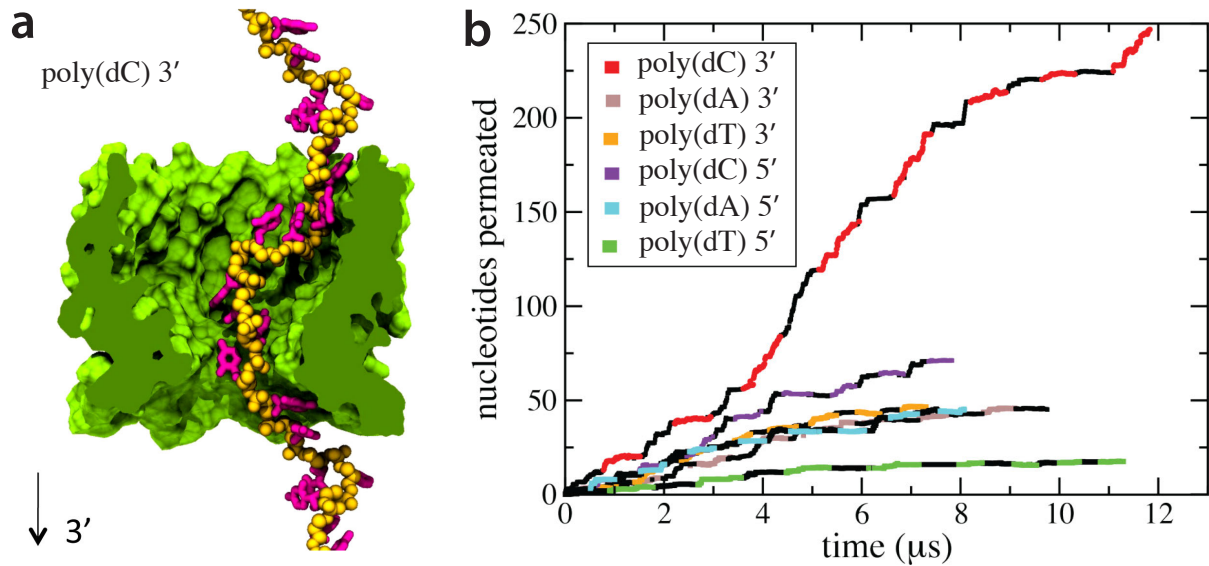 a
poly(dC) 3′
3′
b
nucleotides permeated
250
200
150
100
50
0
poly(dC) 3′
poly(dA) 3′
poly(dT) 3′
poly(dC) 5′
poly(dA) 5′
poly(dT) 5′
0 2 4 6 8 10 12
time (μs)